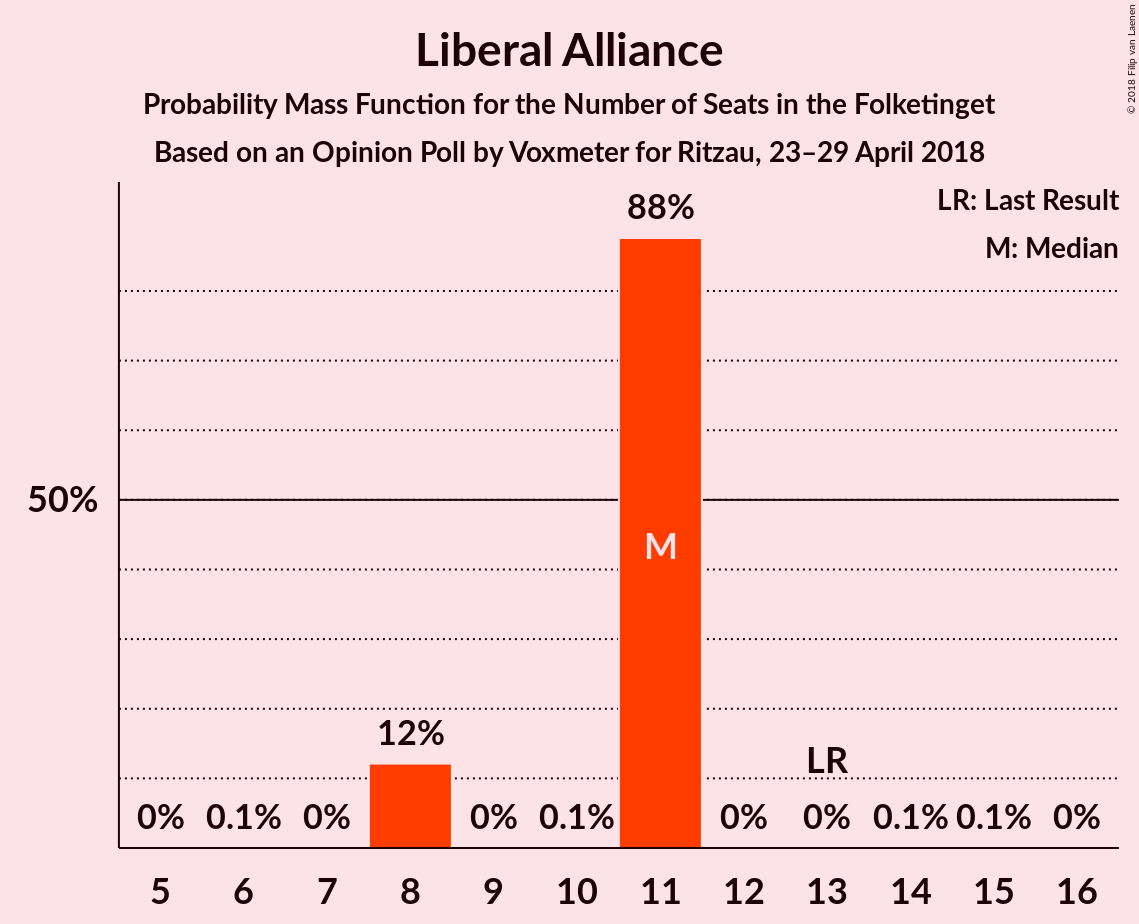 Liberal Alliance
Probability Mass Function for the Number of Seats in the Folketinget
Based on an Opinion Poll by Voxmeter for Ritzau, 23–29 April 2018
© 2018 Filip van Laenen
LR: Last Result
M: Median
88%
50%
M
12%
LR
0% 0.1% 0% 0% 0.1% 0% 0% 0.1% 0.1% 0%
5 6 7 8 9 10 11 12 13 14 15 16